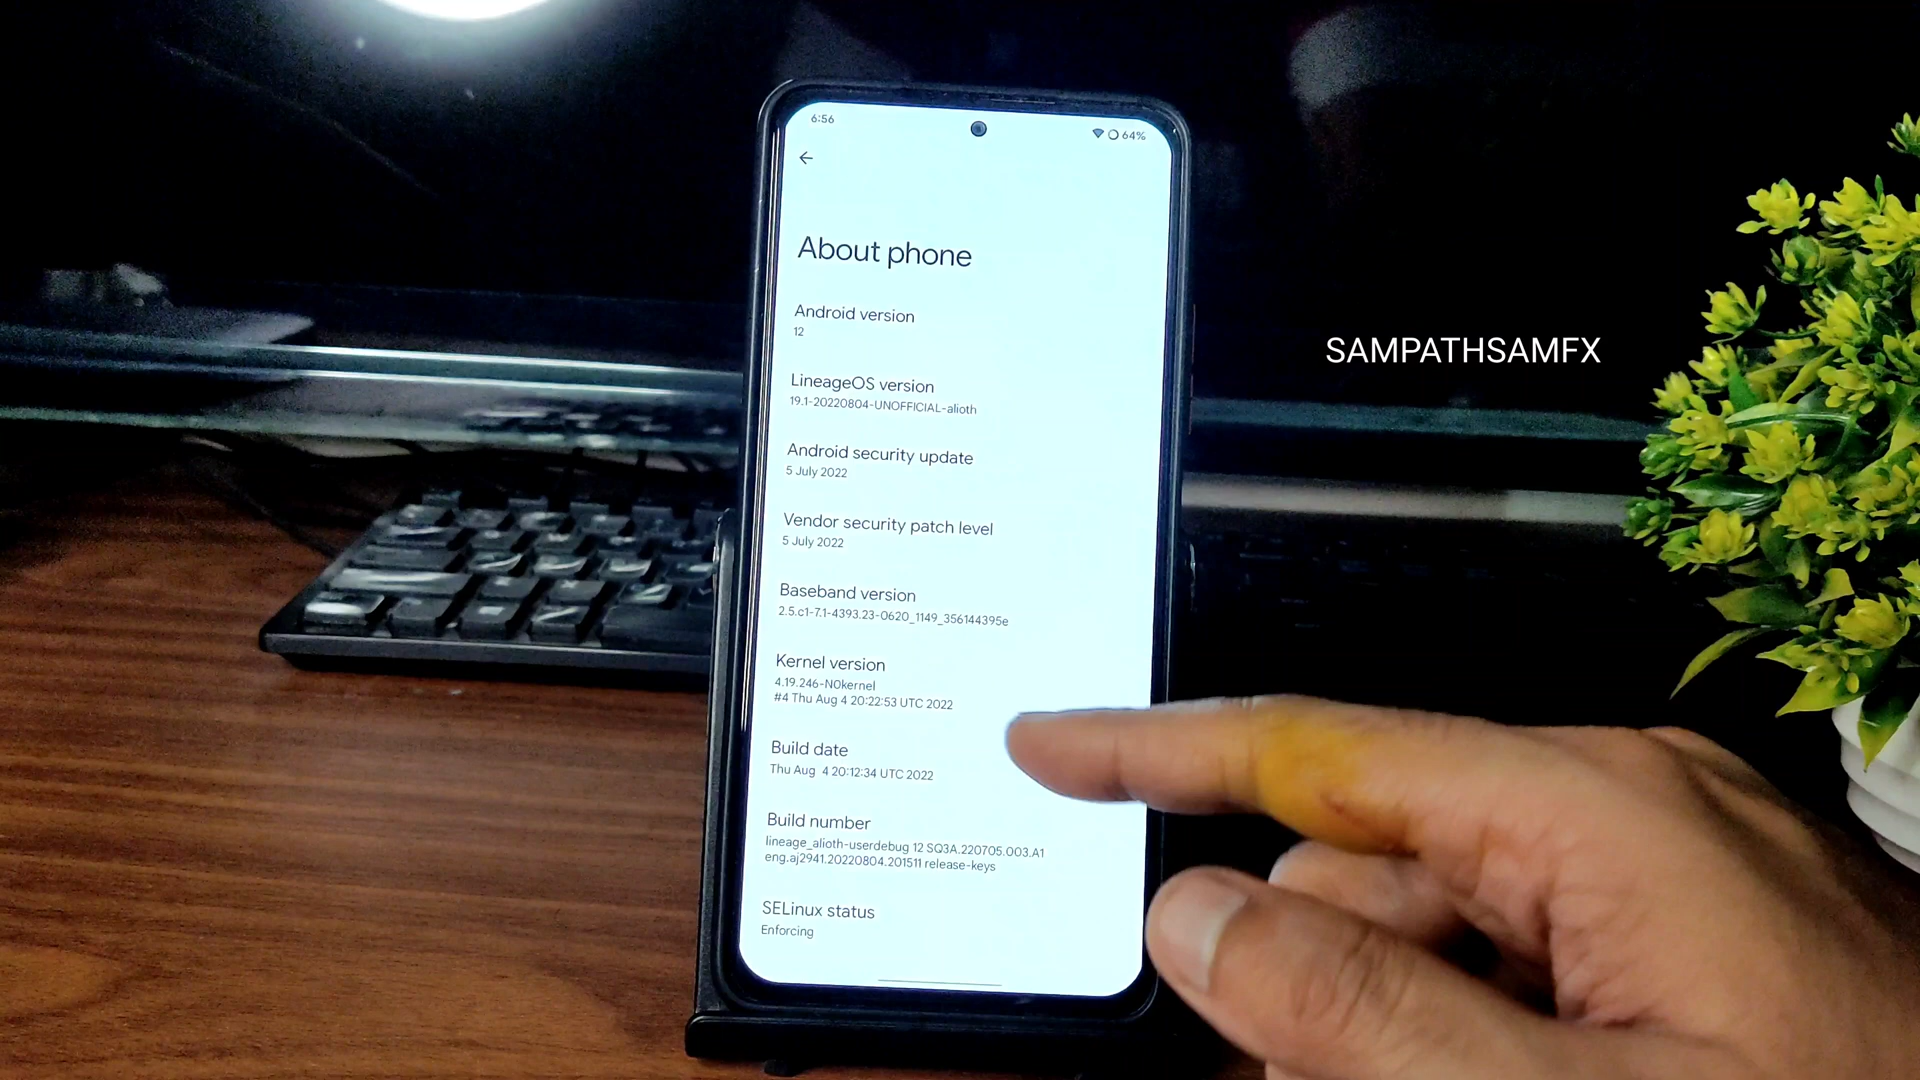 6:56
64%
About phone
Android version
12
LineageOS version
19.1-20220804-UNOFFICIAL-alioth
Android security update
5 July 2022
Vendor security patch level
5 July 2022
Baseband version
2.5.c1-7.1-4393.23-0620_1149_356144395e
Kernel version
4.19.246-N0kernel
#4 Thu Aug 4 20:22:53 UTC 2022
Build date
Thu Aug  4 20:12:34 UTC 2022
Build number
lineage_alioth-userdebug 12 SQ3A.220705.003.A1
eng.aj2941.20220804.201511 release-keys
SELinux status
Enforcing
SAMPATHSAMFX